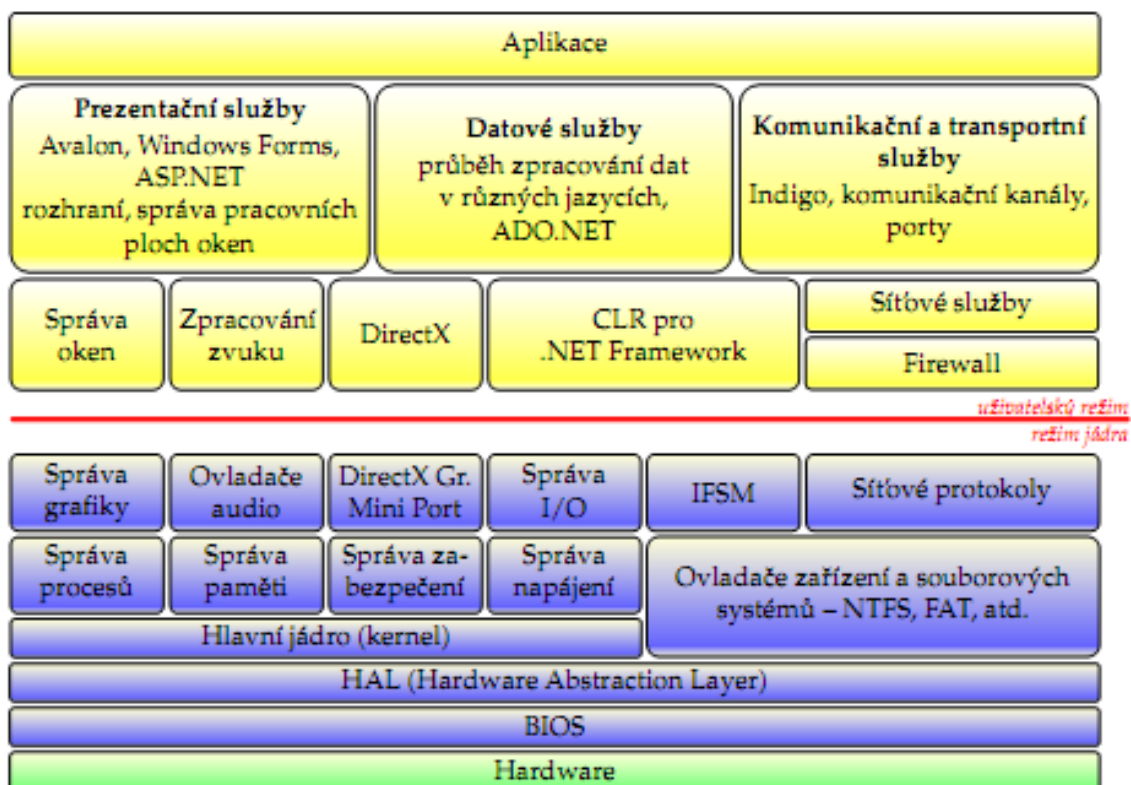 Aplikace
Prezentační služby
Avalon, Windows Forms,
ASP.NET
rozhraní, správa pracovních
ploch oken
Datové služby
průběh zpracování dat
v různých jazycích,
ADO.NET
Komunikační a transportní
služby
Indigo, komunikační kanály,
porty
Správa
oken
Zpracování
zvuku
DirectX
CLR pro
.NET Framework
Síťové služby
Firewall
uživatelský režim
režim jádra
Správa
grafiky
Ovladače
audio
DirectX Gr.
Mini Port
Správa
I/O
IFSM
Síťové protokoly
Správa
procesů
Správa
paměti
Správa za-
bezpečení
Správa
napájení
Ovladače zařízení a souborových
systémů – NTFS, FAT, atd.
Hlavní jádro (kernel)
HAL (Hardware Abstraction Layer)
BIOS
Hardware